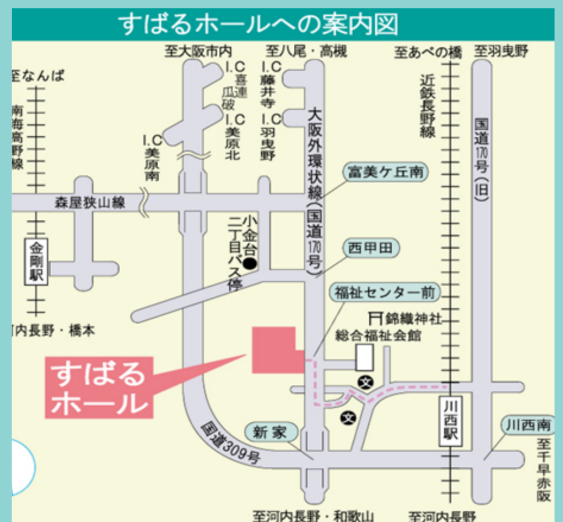 すばるホールへの案内図
至大阪市内
至八尾・高槻
至あべの橋
至羽曳野
至なんば
南海高野線
I.C
喜連
瓜破
I.C
藤井寺
I.C
美原北
I.C
羽曳野
I.C
美原南
近鉄長野線
国道170号(旧)
大阪外環状線(国道170号)
富美ケ丘南
森屋狭山線
小金台
二丁目バス停
西甲田
金剛駅
福祉センター前
錦織神社
総合福祉会館
河内長野・橋本
すばる
ホール
文
文
川西駅
新家
川西南
国道309号
至千早赤阪
至河内長野・和歌山
至河内長野